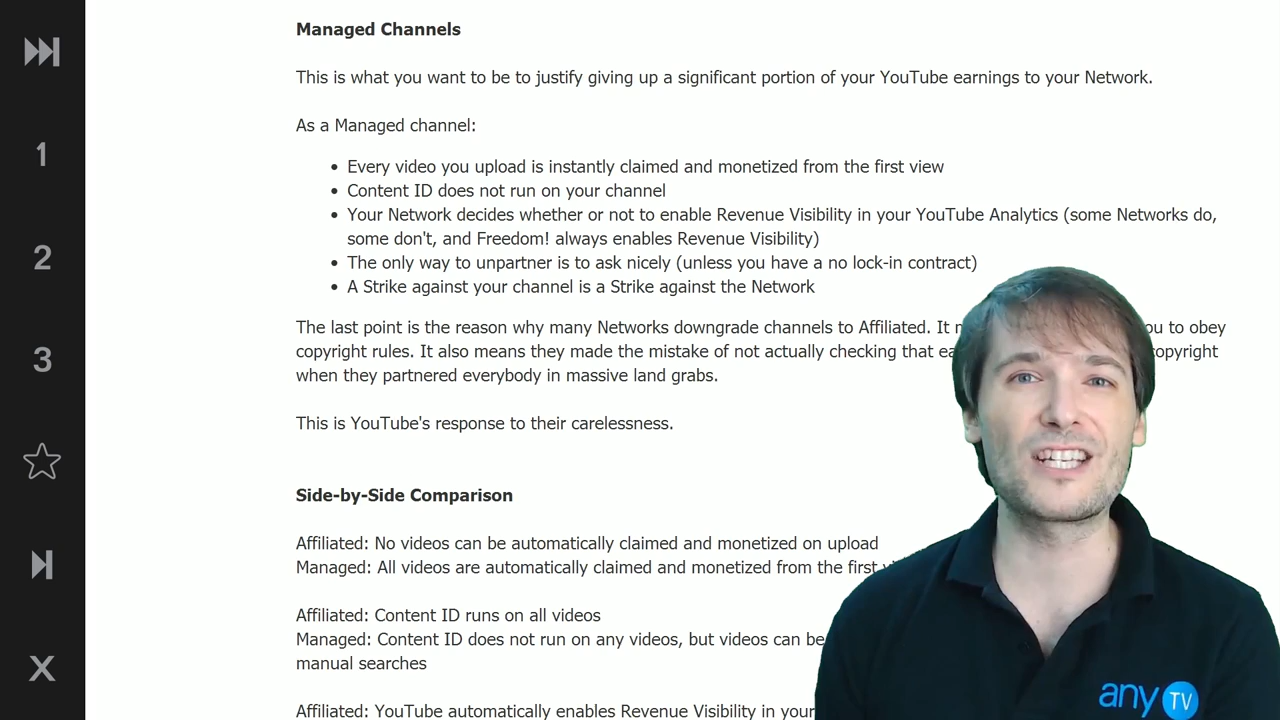 Managed Channels
This is what you want to be to justify giving up a significant portion of your YouTube earnings to your Network.
As a Managed channel:
• Every video you upload is instantly claimed and monetized from the first view
• Content ID does not run on your channel
• Your Network decides whether or not to enable Revenue Visibility in your YouTube Analytics (some Networks do,
some don't, and Freedom! always enables Revenue Visibility)
• The only way to unpartner is to ask nicely (unless you have a no lock-in contract)
• A Strike against your channel is a Strike against the Network
The last point is the reason why many Networks downgrade channels to Affiliated. It to obey
copyright rules. It also means they made the mistake of not actually checking that copyright
when they partnered everybody in massive land grabs.
This is YouTube's response to their carelessness.
Side-by-Side Comparison
Affiliated: No videos can be automatically claimed and monetized on upload
Managed: All videos are automatically claimed and monetized from the first
Affiliated: Content ID runs on all videos
Managed: Content ID does not run on any videos, but videos can be
manual searches
Affiliated: YouTube automatically enables Revenue Visibility in your
1
2
3
X
any TV